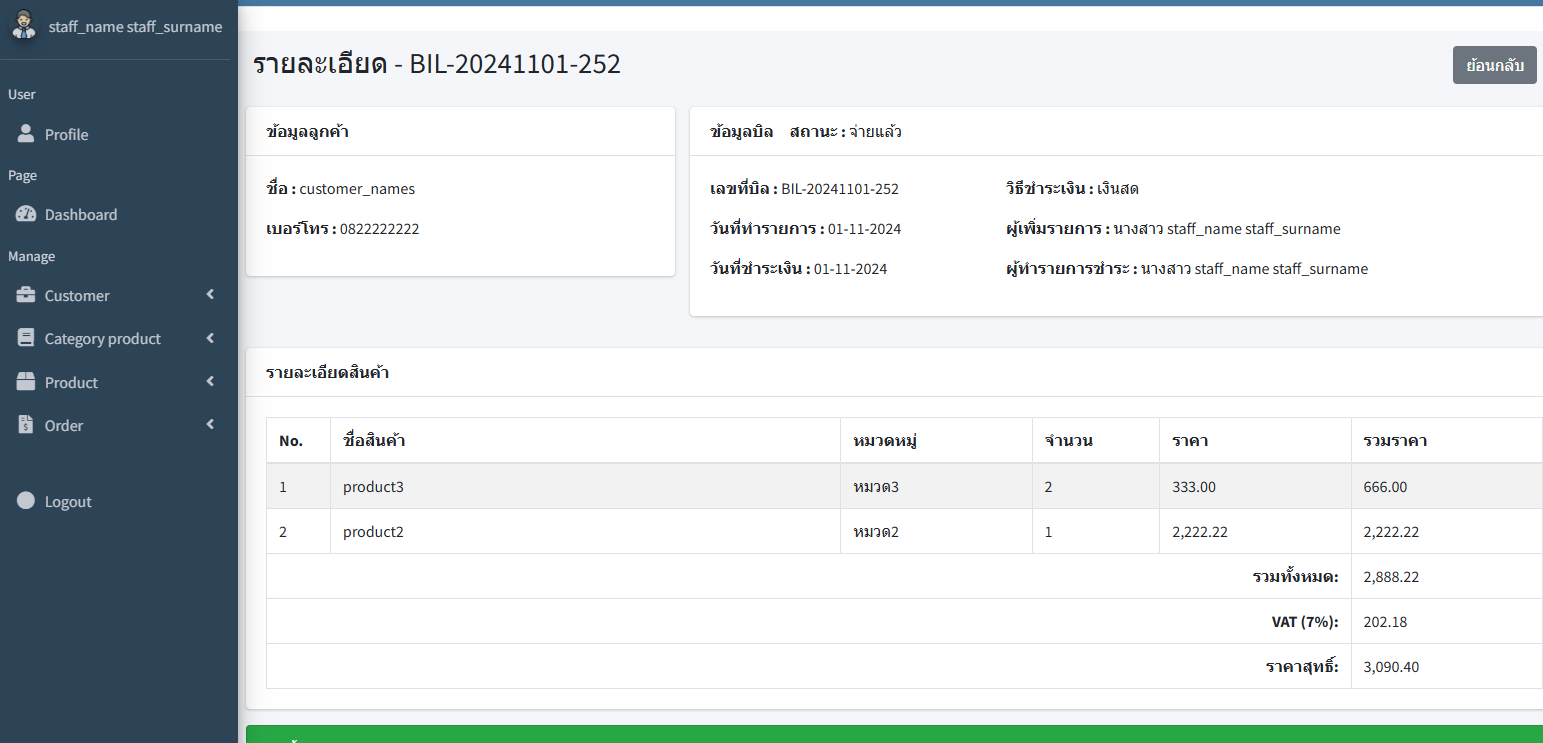 staff_name staff_surname
User
Profile
Page
Dashboard
Manage
Customer
Category product
Product
Order
Logout
รายละเอียด - BIL-20241101-252
ย้อนกลับ
ข้อมูลลูกค้า
ชื่อ : customer_names
เบอร์โทร : 0822222222
ข้อมูลบิล สถานะ : จ่ายแล้ว
เลขที่บิล : BIL-20241101-252
วิธีชำระเงิน : เงินสด
วันที่ทำรายการ : 01-11-2024
ผู้เพิ่มรายการ : นางสาว staff_name staff_surname
วันที่ชำระเงิน : 01-11-2024
ผู้ทำรายการชำระ : นางสาว staff_name staff_surname
รายละเอียดสินค้า
No. ชื่อสินค้า หมวดหมู่ จำนวน ราคา รวมราคา
1 product3 หมวด3 2 333.00 666.00
2 product2 หมวด2 1 2,222.22 2,222.22
รวมทั้งหมด: 2,888.22
VAT (7%): 202.18
ราคาสุทธิ์: 3,090.40